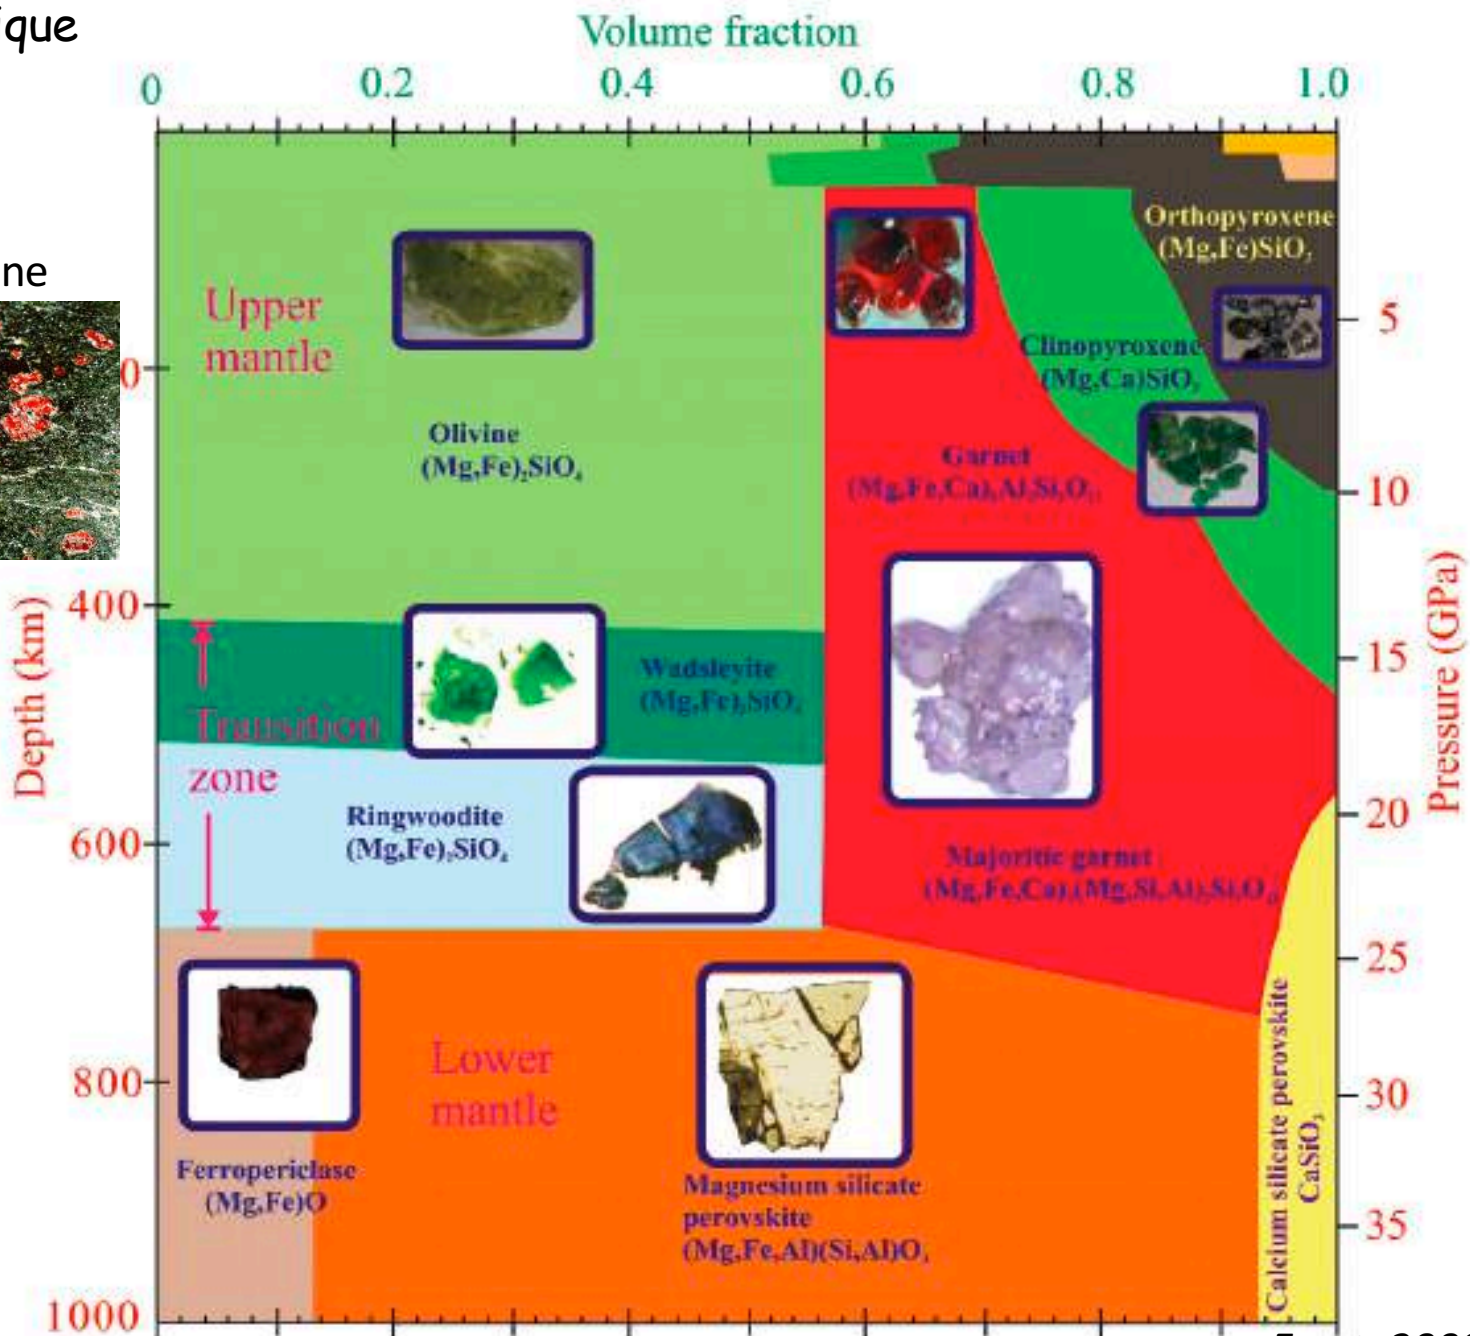 ique
Volume fraction
0 0.2 0.4 0.6 0.8 1.0
ne
Upper
mantle
Olivine
(Mg,Fe)₂SiO₄
Orthopyroxene
(Mg,Fe)SiO₃
Clinopyroxene
(Mg,Ca)SiO₃
Garnet
Depth (km)
0
400
600
800
1000
Pressure (GPa)
5
10
15
20
25
30
35
Transition
zone
Wadsleyite
(Mg,Fe)₂SiO₄
Ringwoodite
(Mg,Fe)₂SiO₄
Majoritic garnet
Lower
mantle
Ferropericlase
(Mg,Fe)O
Magnesium silicate
perovskite
(Mg,Fe,Al)(Si,Al)O₃
Calcium silicate perovskite
CaSiO₃